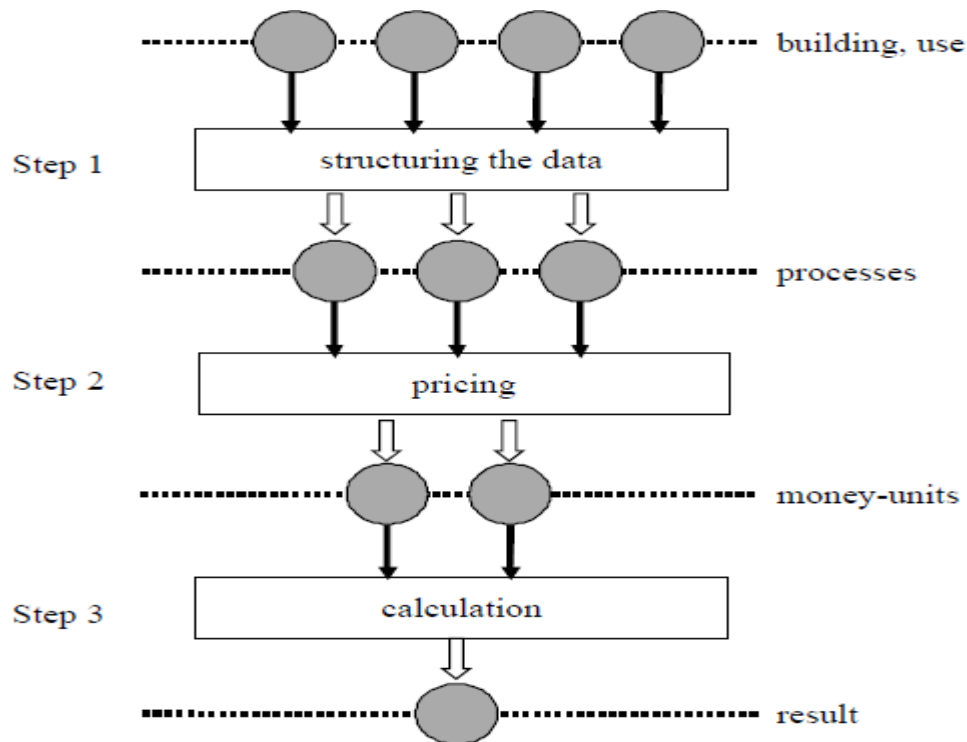 building, use
Step 1
structuring the data
processes
Step 2
pricing
money-units
Step 3
calculation
result